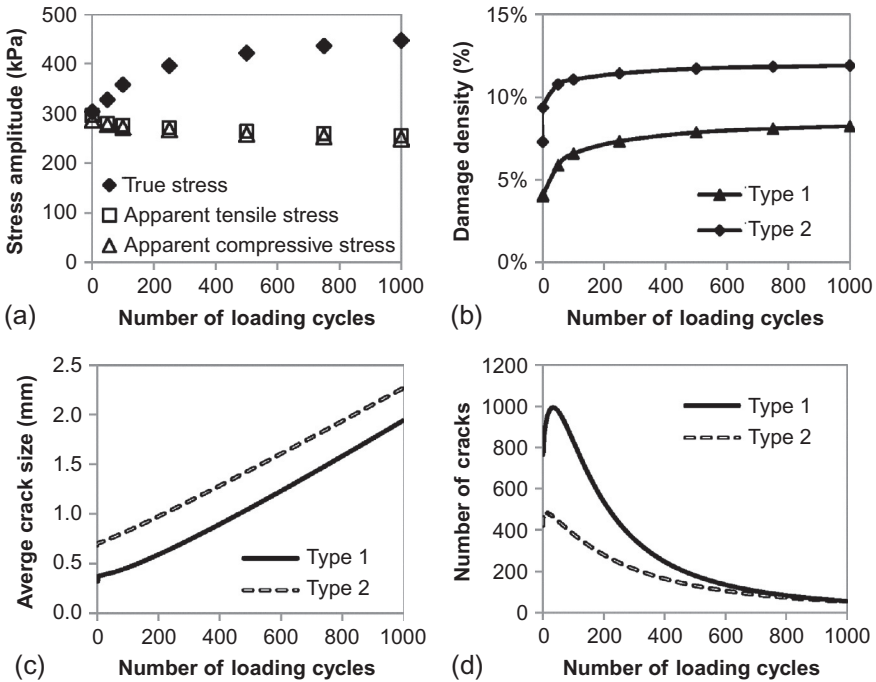 Stress amplitude (kPa)
500
400
300
200
100
0
True stress
Apparent tensile stress
Apparent compressive stress
0 200 400 600 800 1000
(a) Number of loading cycles
Damage density (%)
15%
10%
5%
0%
Type 1
Type 2
0 200 400 600 800 1000
(b) Number of loading cycles
Averge crack size (mm)
2.5
2.0
1.5
1.0
0.5
0.0
Type 1
Type 2
0 200 400 600 800 1000
(c) Number of loading cycles
Number of cracks
1200
1000
800
600
400
200
0
Type 1
Type 2
0 200 400 600 800 1000
(d) Number of loading cycles